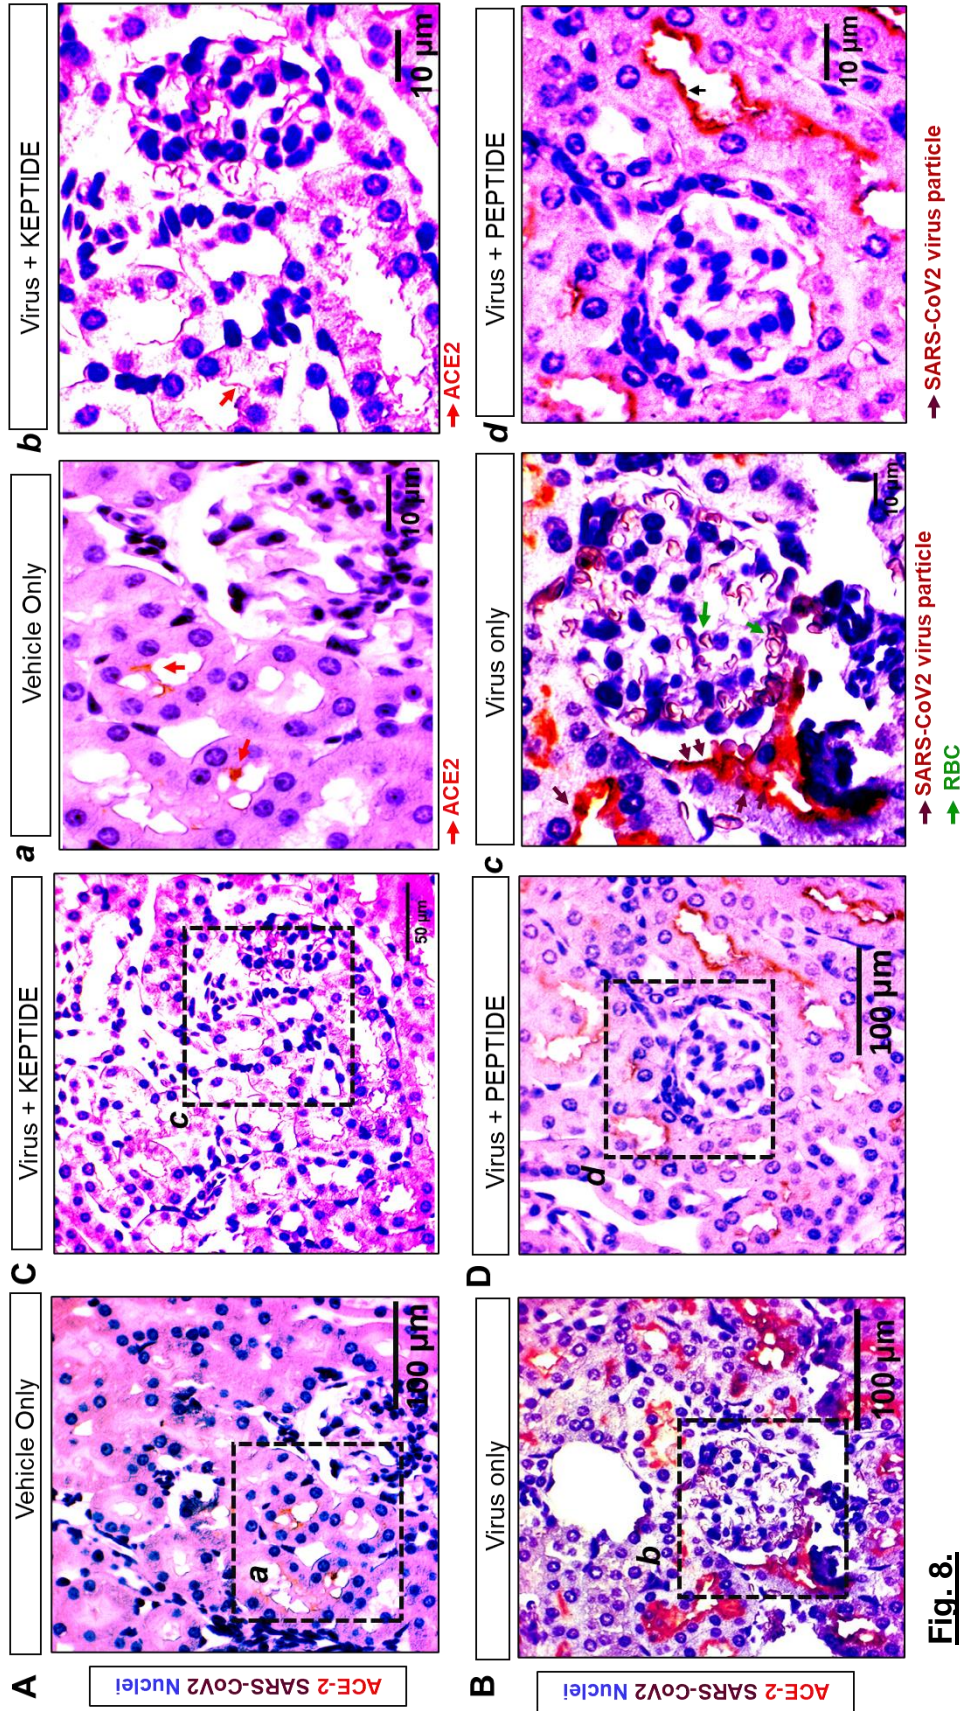 A
Vehicle Only
ACE-2 SARS-CoV2 Nuclei
a
100 µm
C
Virus + KEPTIDE
c
50 µm
a
Vehicle Only
10 µm
→ ACE2
b
Virus + KEPTIDE
10 µm
→ ACE2
B
Virus only
ACE-2 SARS-CoV2 Nuclei
b
100 µm
D
Virus + PEPTIDE
d
100 µm
c
Virus only
10 µm
→ SARS-CoV2 virus particle
→ RBC
d
Virus + PEPTIDE
10 µm
→ SARS-CoV2 virus particle
Fig. 8.